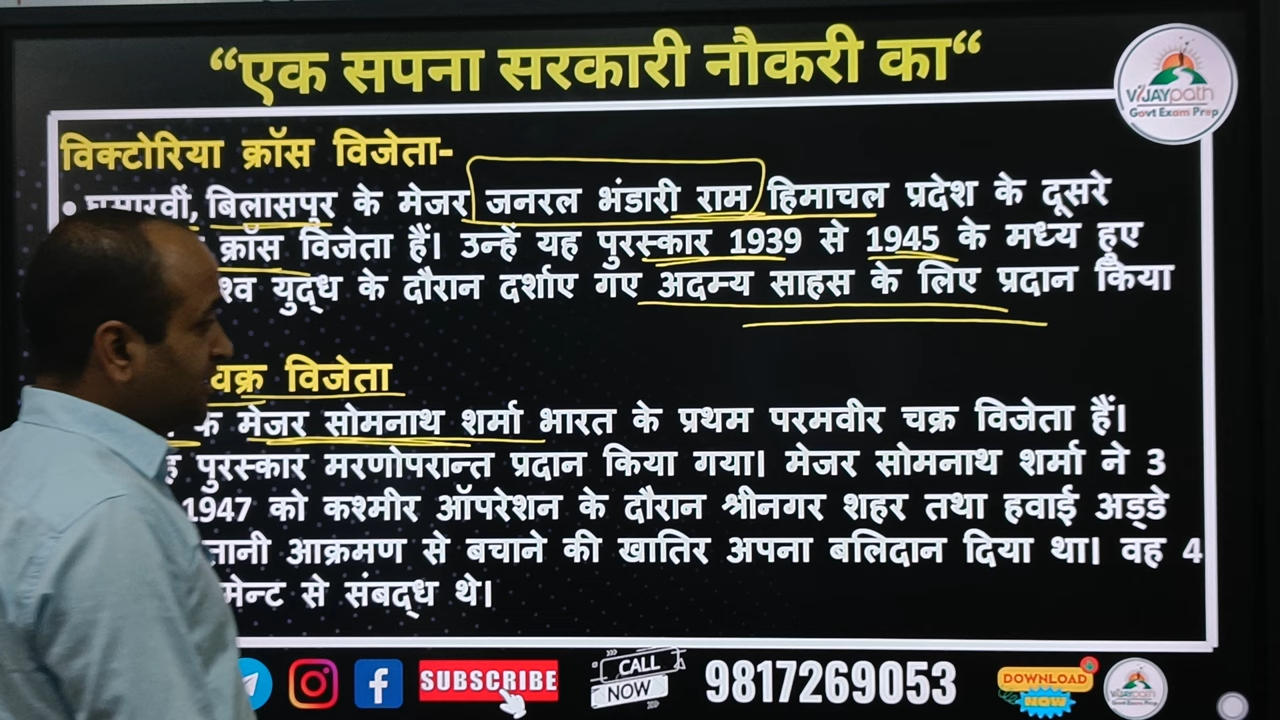 “एक सपना सरकारी नौकरी का“
VIJAYpath
Govt Exam Prep
विक्टोरिया क्रॉस विजेता-
• घुमारवीं, बिलासपुर के मेजर जनरल भंडारी राम हिमाचल प्रदेश के दूसरे
क्रॉस विजेता हैं। उन्हें यह पुरस्कार 1939 से 1945 के मध्य हुए
युद्ध के दौरान दर्शाए गए अदम्य साहस के लिए प्रदान किया
विजेता
के मेजर सोमनाथ शर्मा भारत के प्रथम परमवीर चक्र विजेता हैं।
पुरस्कार मरणोपरान्त प्रदान किया गया। मेजर सोमनाथ शर्मा ने 3
1947 को कश्मीर ऑपरेशन के दौरान श्रीनगर शहर तथा हवाई अड्डे
आक्रमण से बचाने की खातिर अपना बलिदान दिया था। वह 4
से संबद्ध थे।
SUBSCRIBE
CALL
NOW
9817269053
DOWNLOAD
NOW